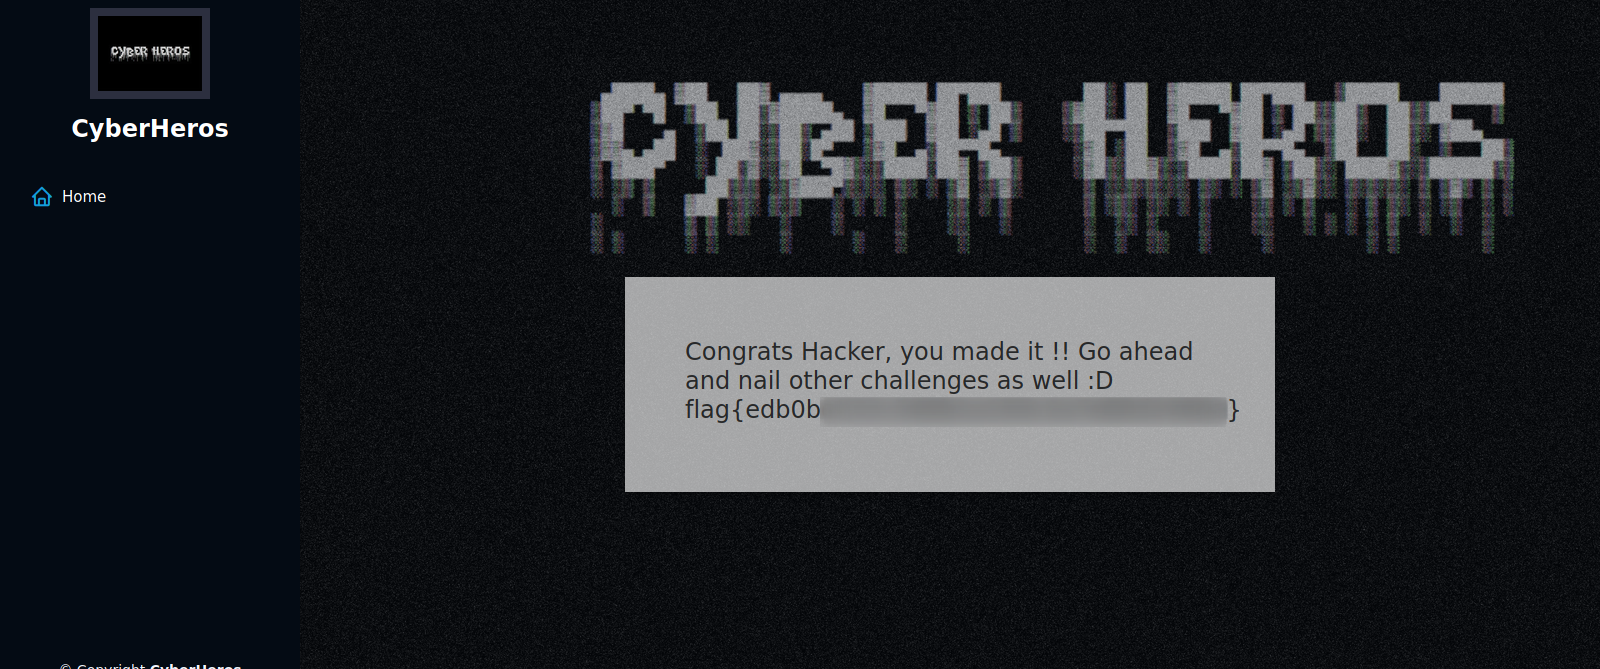 CYBER HEROS
CyberHeros
Home
CYBER HEROS
Congrats Hacker, you made it !! Go ahead
and nail other challenges as well :D
flag{edb0b}
© Copyright CyberHeros